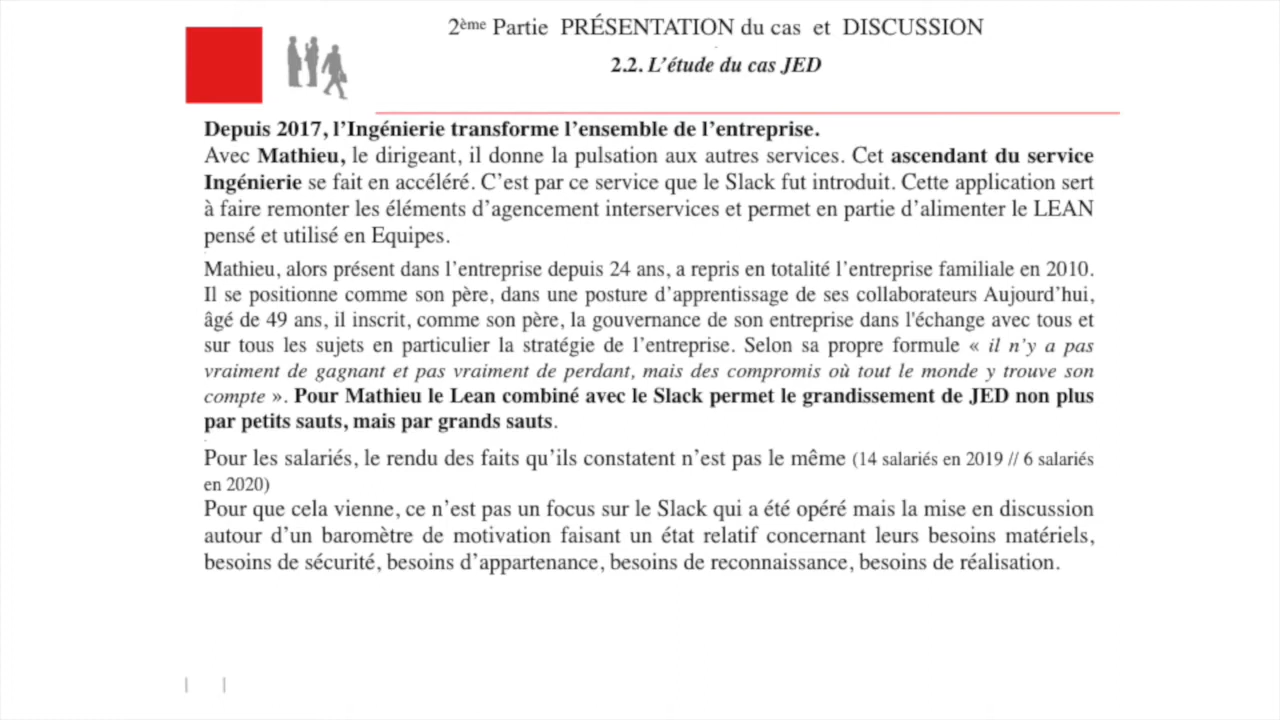 2ème Partie PRÉSENTATION du cas et DISCUSSION
2.2. L’étude du cas JED
Depuis 2017, l’Ingénierie transforme l’ensemble de l’entreprise.
Avec Mathieu, le dirigeant, il donne la pulsation aux autres services. Cet ascendant du service
Ingénierie se fait en accéléré. C’est par ce service que le Slack fut introduit. Cette application sert
à faire remonter les éléments d’agencement interservices et permet en partie d’alimenter le LEAN
pensé et utilisé en Equipes.
Mathieu, alors présent dans l’entreprise depuis 24 ans, a repris en totalité l’entreprise familiale en 2010.
Il se positionne comme son père, dans une posture d’apprentissage de ses collaborateurs Aujourd’hui,
âgé de 49 ans, il inscrit, comme son père, la gouvernance de son entreprise dans l'échange avec tous et
sur tous les sujets en particulier la stratégie de l’entreprise. Selon sa propre formule « il n’y a pas
vraiment de gagnant et pas vraiment de perdant, mais des compromis où tout le monde y trouve son
compte ». Pour Mathieu le Lean combiné avec le Slack permet le grandissement de JED non plus
par petits sauts, mais par grands sauts.
Pour les salariés, le rendu des faits qu’ils constatent n’est pas le même (14 salariés en 2019 // 6 salariés
en 2020)
Pour que cela vienne, ce n’est pas un focus sur le Slack qui a été opéré mais la mise en discussion
autour d’un baromètre de motivation faisant un état relatif concernant leurs besoins matériels,
besoins de sécurité, besoins d’appartenance, besoins de reconnaissance, besoins de réalisation.